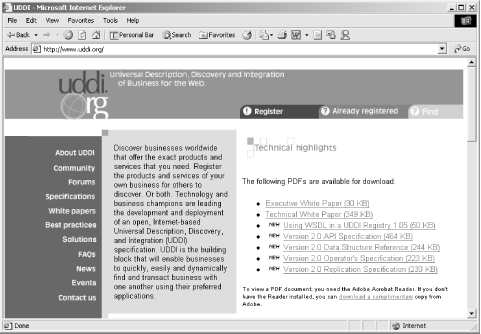 UDDI - Microsoft Internet Explorer
File Edit View Favorites Tools Help
Back Personal Bar Search Favorites
Address http://www.uddi.org/ Go
uddi.org
Universal Description, Discovery and Integration
of Business for the Web.
Register Already registered Find
About UDDI
Community
Forums
Specifications
White papers
Best practices
Solutions
FAQs
News
Events
Contact us
Discover businesses worldwide
that offer the exact products and
services that you need. Register
the products and services of your
own business for others to
discover. Or both. Technology and
business champions are leading
the development and deployment
of an open, Internet-based
Universal Description, Discovery,
and Integration (UDDI)
specification. UDDI is the building
block that will enable businesses
to quickly, easily and dynamically
find and transact business with
one another using their preferred
applications.
Technical highlights
The following PDFs are available for download.
Executive White Paper (30 KB)
Technical White Paper (349 KB)
NEW Using WSDL in a UDDI Registry 1.05 (60 KB)
NEW Version 2.0 API Specification (464 KB)
NEW Version 2.0 Data Structure Reference (244 KB)
NEW Version 2.0 Operator's Specification (223 KB)
NEW Version 2.0 Replication Specification (230 KB)
To view a PDF document, you need the Adobe Acrobat Reader. If you don't
have the Reader installed, you can download a complimentary copy from
Adobe.
Done Internet